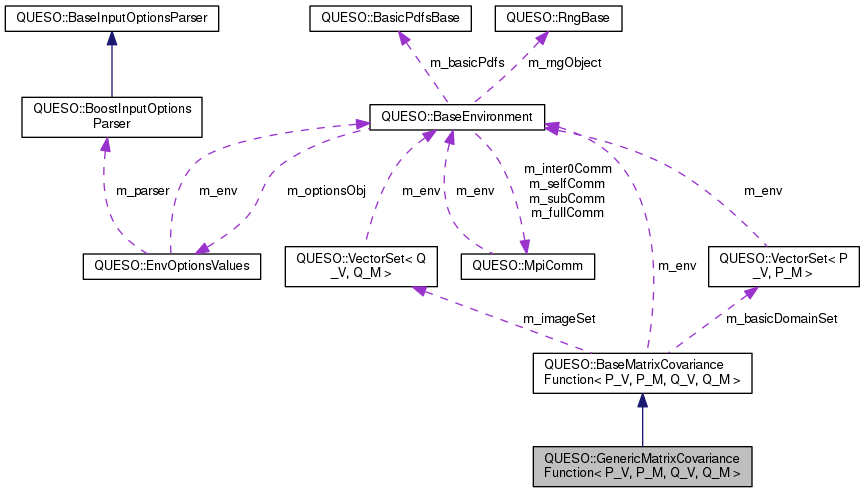 QUESO::BaseInputOptionsParser
QUESO::BasicPdfsBase
QUESO::RngBase
m_basicPdfs
m_rngObject
QUESO::BoostInputOptions
Parser
QUESO::BaseEnvironment
m_parser
m_env
m_optionsObj
m_env
m_env
m_inter0Comm
m_selfComm
m_subComm
m_fullComm
m_env
QUESO::EnvOptionsValues
QUESO::VectorSet< Q
_V, Q_M >
QUESO::MpiComm
m_env
QUESO::VectorSet< P
_V, P_M >
m_imageSet
m_basicDomainSet
QUESO::BaseMatrixCovariance
Function< P_V, P_M, Q_V, Q_M >
QUESO::GenericMatrixCovariance
Function< P_V, P_M, Q_V, Q_M >